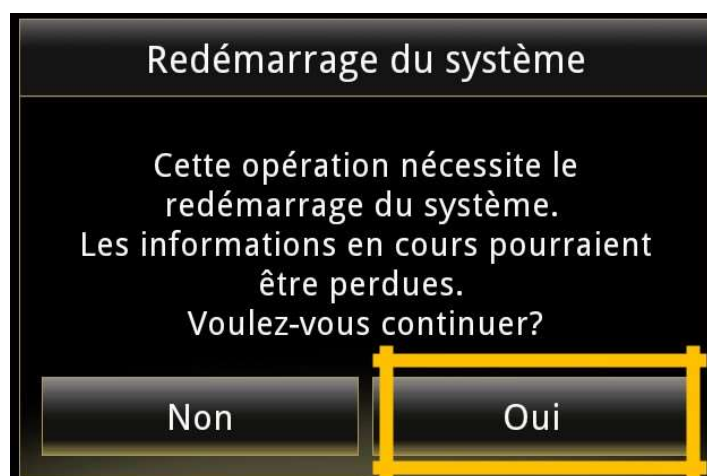 Redémarrage du système
Cette opération nécessite le
redémarrage du système.
Les informations en cours pourraient
être perdues.
Voulez-vous continuer?
Non
Oui